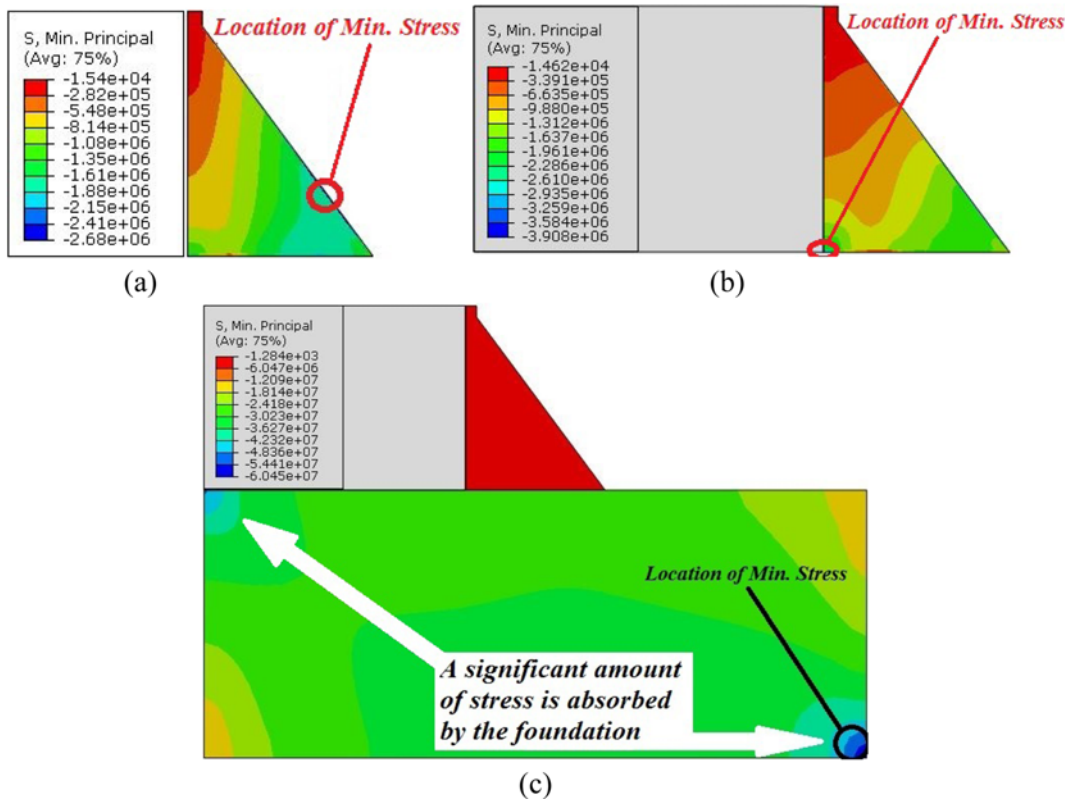 S, Min. Principal
(Avg: 75%)
-1.54e+04
-2.82e+05
-5.48e+05
-8.14e+05
-1.08e+06
-1.35e+06
-1.61e+06
-1.88e+06
-2.15e+06
-2.41e+06
-2.68e+06
Location of Min. Stress
(a)
S, Min. Principal
(Avg: 75%)
-1.462e+04
-3.391e+05
-6.635e+05
-9.880e+05
-1.312e+06
-1.637e+06
-1.961e+06
-2.286e+06
-2.610e+06
-2.935e+06
-3.259e+06
-3.584e+06
-3.908e+06
Location of Min. Stress
(b)
S, Min. Principal
(Avg: 75%)
-1.284e+03
-6.047e+06
-1.209e+07
-1.814e+07
-2.418e+07
-3.023e+07
-3.627e+07
-4.232e+07
-4.836e+07
-5.441e+07
-6.045e+07
Location of Min. Stress
A significant amount
of stress is absorbed
by the foundation
(c)